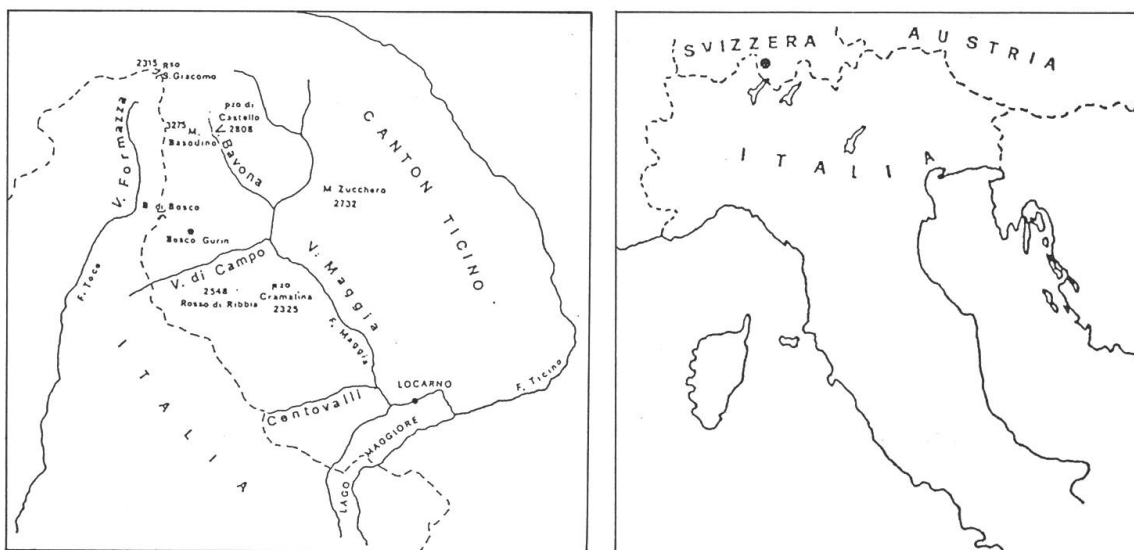 2315 Pso
S. Giacomo
V. Formazza
3275 M.
Basodino
pzo di
Castello
2808
V. Bavona
CANTON TICINO
M Zucchero
2732
di Bosco
Bosco Gurin
F. Toce
V. di Campo
V. Maggia
2548
Rosso di Ribbia
pzo
Cramalina
2325
F. Maggia
ITALIA
Centovalli
LOCARNO
F. Ticino
LAGO MAGGIORE
SVIZZERA
AUSTRIA
ITALIA